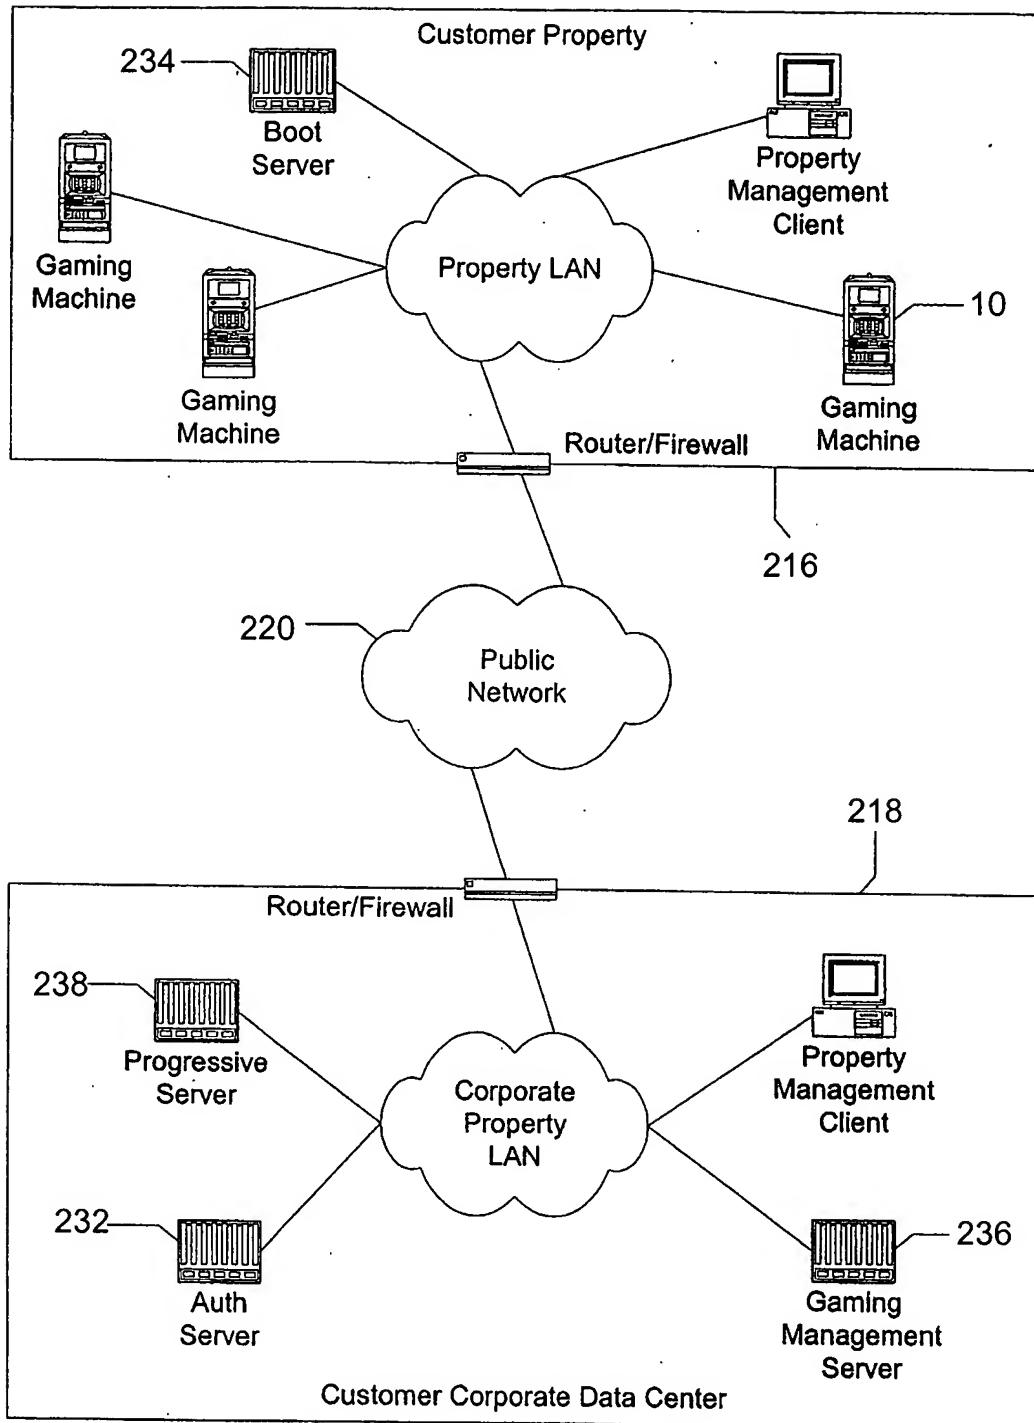 Customer Property
234
Boot
Server
Property
Management
Client
Gaming
Machine
Property LAN
Gaming
Machine
10
Gaming
Machine
Router/Firewall
216
220
Public
Network
218
Router/Firewall
238
Progressive
Server
Corporate
Property
LAN
Property
Management
Client
232
Auth
Server
236
Gaming
Management
Server
Customer Corporate Data Center